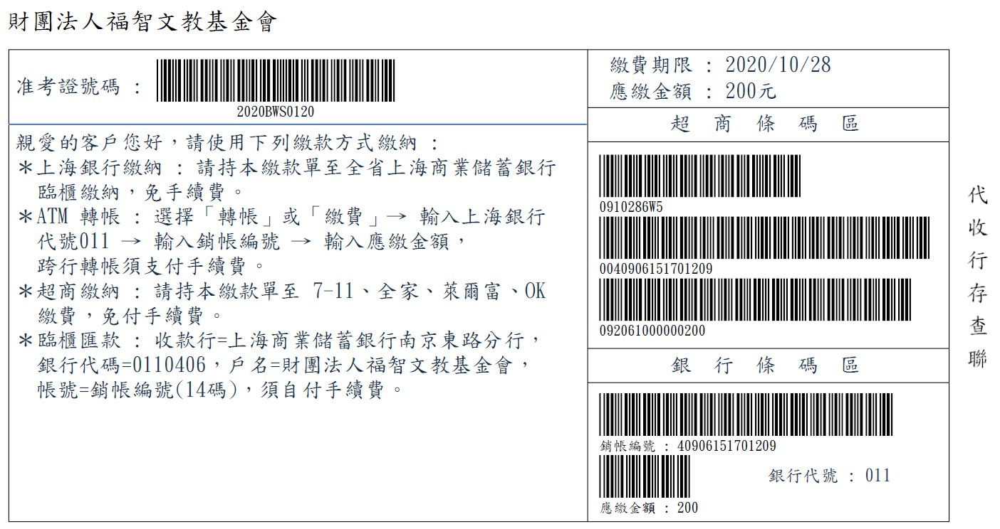 財團法人福智文教基金會
准考證號碼 :
2020BWS0120
親愛的客戶您好，請使用下列繳款方式繳納 :
＊上海銀行繳納 : 請持本繳款單至全省上海商業儲蓄銀行
臨櫃繳納，免手續費。
＊ATM 轉帳 : 選擇「轉帳」或「繳費」→ 輸入上海銀行
代號011 → 輸入銷帳編號 → 輸入應繳金額，
跨行轉帳須支付手續費。
＊超商繳納 : 請持本繳款單至 7-11、全家、萊爾富、OK
繳費，免付手續費。
＊臨櫃匯款 : 收款行=上海商業儲蓄銀行南京東路分行，
銀行代碼=0110406，戶名=財團法人福智文教基金會，
帳號=銷帳編號(14碼)，須自付手續費。
繳費期限 : 2020/10/28
應繳金額 : 200元
超 商 條 碼 區
0910286W5
0040906151701209
092061000000200
銀 行 條 碼 區
銷帳編號 : 40906151701209
銀行代號 : 011
應繳金額 : 200
代收行存查聯